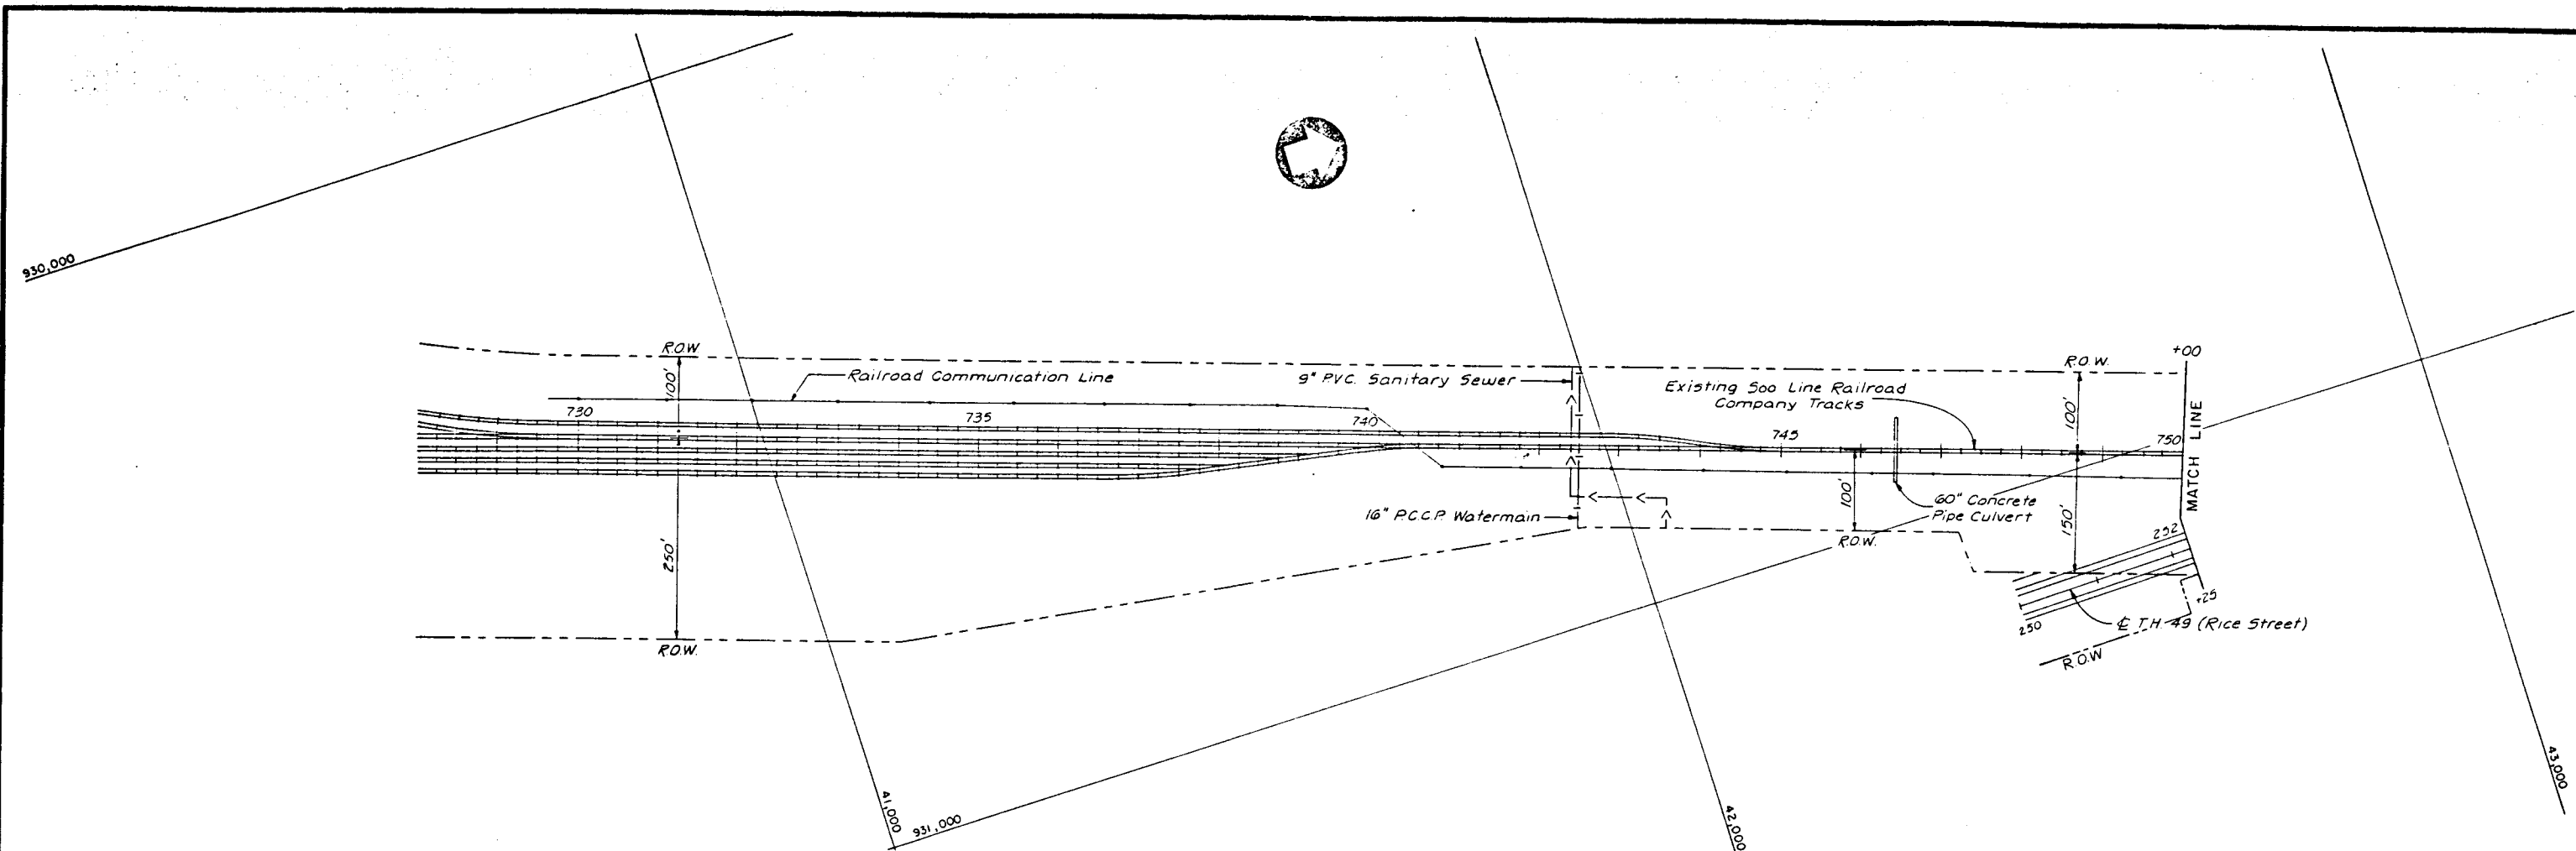 930,000
R.O.W
100'
Railroad Communication Line
9" P.V.C. Sanitary Sewer
Existing Soo Line Railroad
Company Tracks
R.O.W.
+00
100'
MATCH LINE
730
735
740
745
750
100'
16" P.C.C.P. Watermain
60" Concrete
Pipe Culvert
R.O.W.
150'
250'
252
+25
250
℄ T.H. 49 (Rice Street)
R.O.W
R.O.W.
41,000
931,000
42,000
43,000